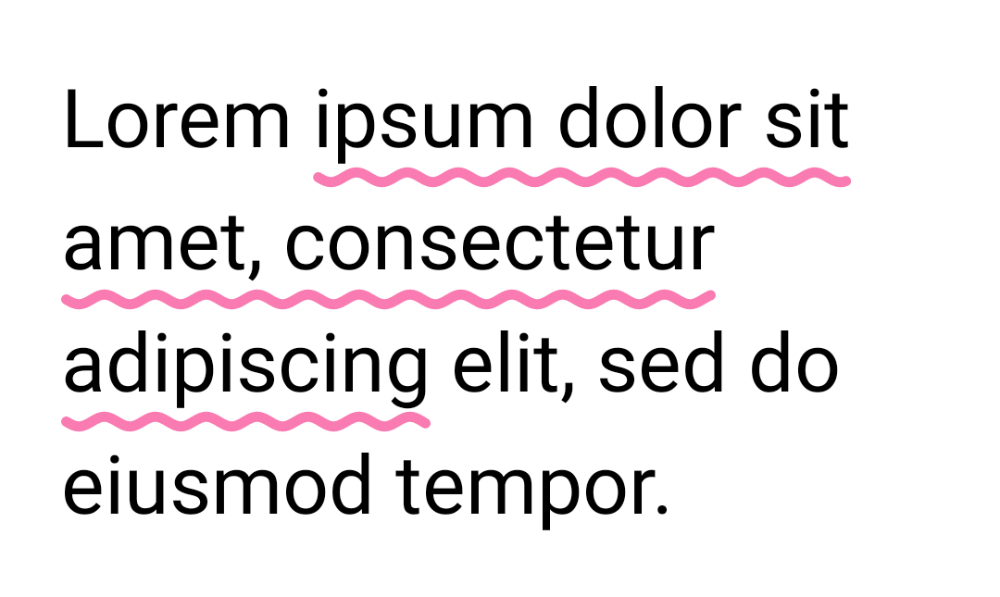 Lorem ipsum dolor sit
amet, consectetur
adipiscing elit, sed do
eiusmod tempor.